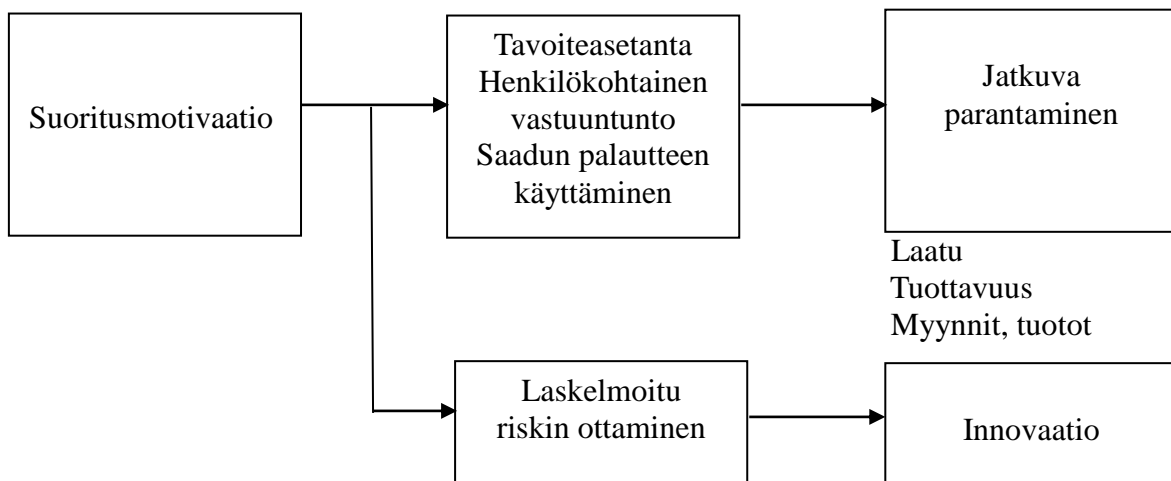 Suoritusmotivaatio
Tavoiteasetanta
Henkilökohtainen
vastuuntunto
Saadun palautteen
käyttäminen
Jatkuva
parantaminen
Laatu
Tuottavuus
Myynnit, tuotot
Laskelmoitu
riskin ottaminen
Innovaatio